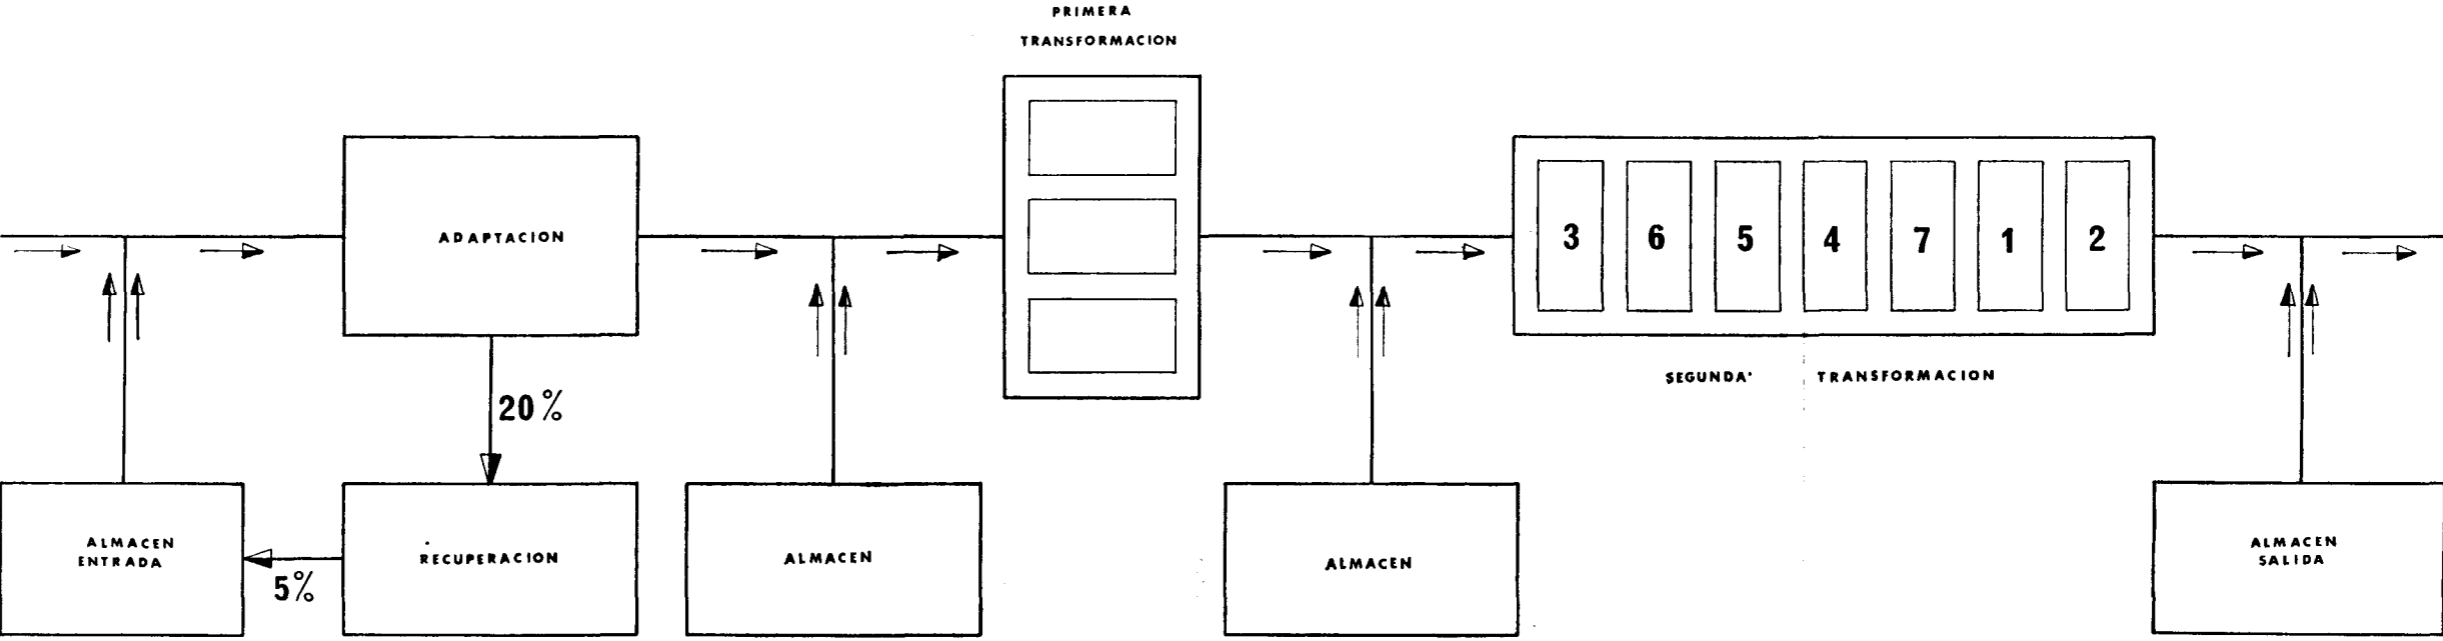 PRIMERA
TRANSFORMACION
ADAPTACION
3 6 5 4 7 1 2
SEGUNDA' TRANSFORMACION
20%
ALMACEN
ENTRADA
5%
RECUPERACION
ALMACEN
ALMACEN
ALMACEN
SALIDA